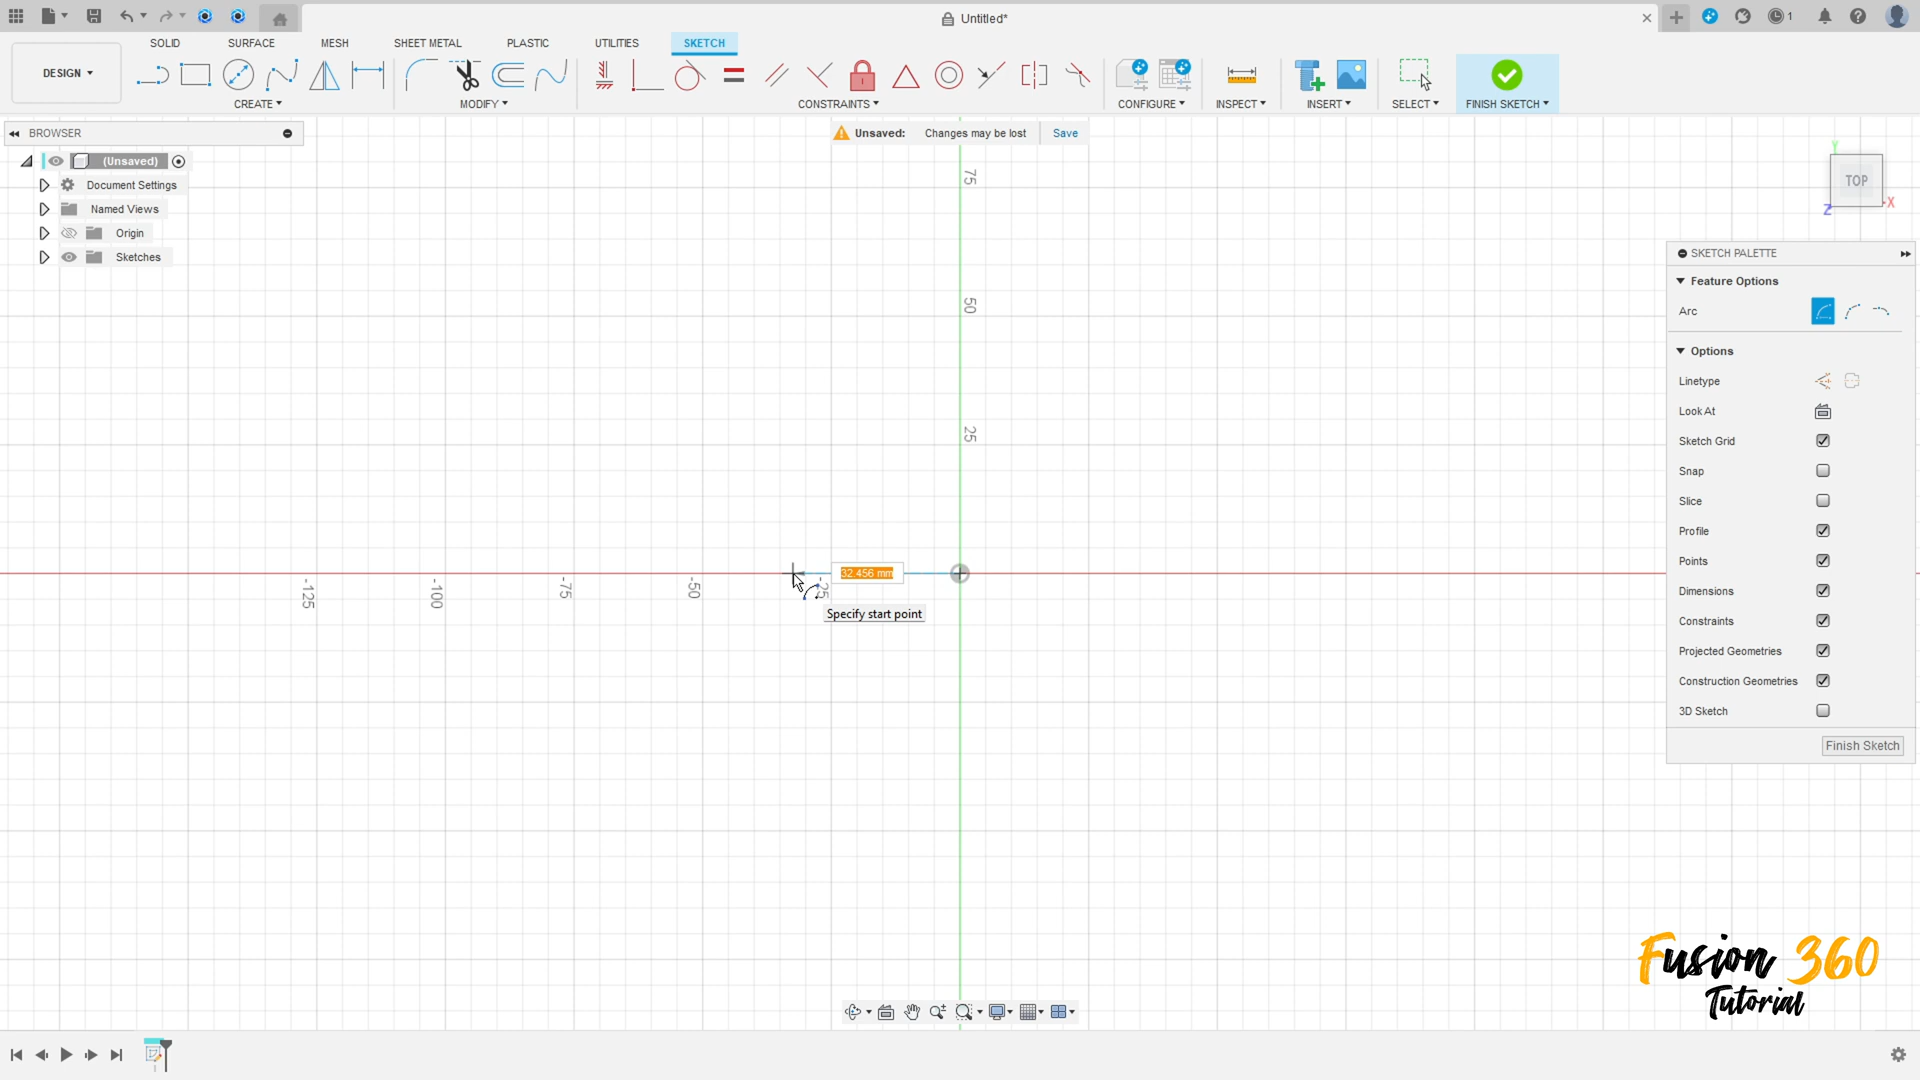 Untitled*
1
SOLID
SURFACE
MESH
SHEET METAL
PLASTIC
UTILITIES
SKETCH
DESIGN
CREATE
MODIFY
CONSTRAINTS
CONFIGURE
INSPECT
INSERT
SELECT
FINISH SKETCH
BROWSER
Unsaved: Changes may be lost Save
(Unsaved)
Document Settings
Named Views
Origin
Sketches
75
50
25
-125
-100
-75
-50
-25
32.456 mm
Specify start point
Y
TOP
Z
-X
SKETCH PALETTE
Feature Options
Arc
Options
Linetype
Look At
Sketch Grid
Snap
Slice
Profile
Points
Dimensions
Constraints
Projected Geometries
Construction Geometries
3D Sketch
Finish Sketch
Fusion 360
Tutorial